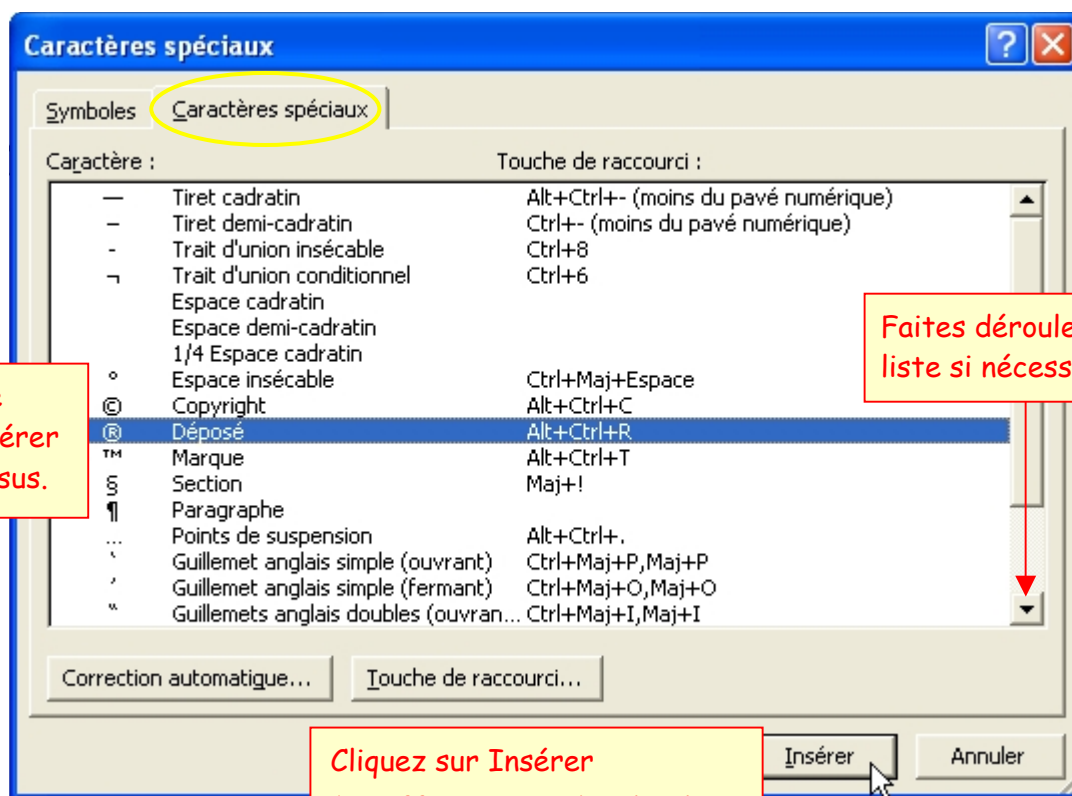 Caractères spéciaux
Symboles Caractères spéciaux
Caractère : Touche de raccourci :
— Tiret cadratin Alt+Ctrl+- (moins du pavé numérique)
– Tiret demi-cadratin Ctrl+- (moins du pavé numérique)
- Trait d'union insécable Ctrl+8
¬ Trait d'union conditionnel Ctrl+6
Espace cadratin
Espace demi-cadratin
1/4 Espace cadratin
° Espace insécable Ctrl+Maj+Espace
© Copyright Alt+Ctrl+C
® Déposé Alt+Ctrl+R
™ Marque Alt+Ctrl+T
§ Section Maj+!
¶ Paragraphe
… Points de suspension Alt+Ctrl+.
‘ Guillemet anglais simple (ouvrant) Ctrl+Maj+P,Maj+P
’ Guillemet anglais simple (fermant) Ctrl+Maj+O,Maj+O
“ Guillemets anglais doubles (ouvran... Ctrl+Maj+I,Maj+I
Faites déroule
liste si nécess
érer
sus.
Correction automatique... Touche de raccourci...
Cliquez sur Insérer
Insérer Annuler